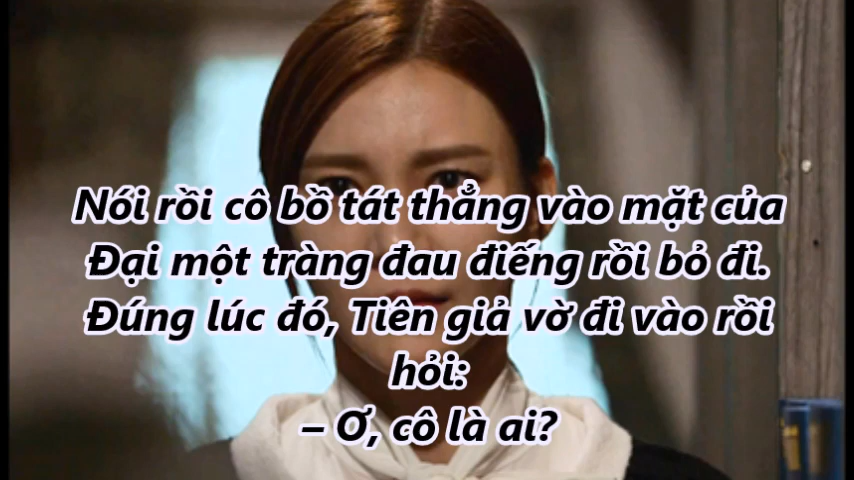 Nói rồi cô bồ tát thẳng vào mặt của
Đại một tràng đau điếng rồi bỏ đi.
Đúng lúc đó, Tiên giả vờ đi vào rồi
hỏi:
– Ơ, cô là ai?